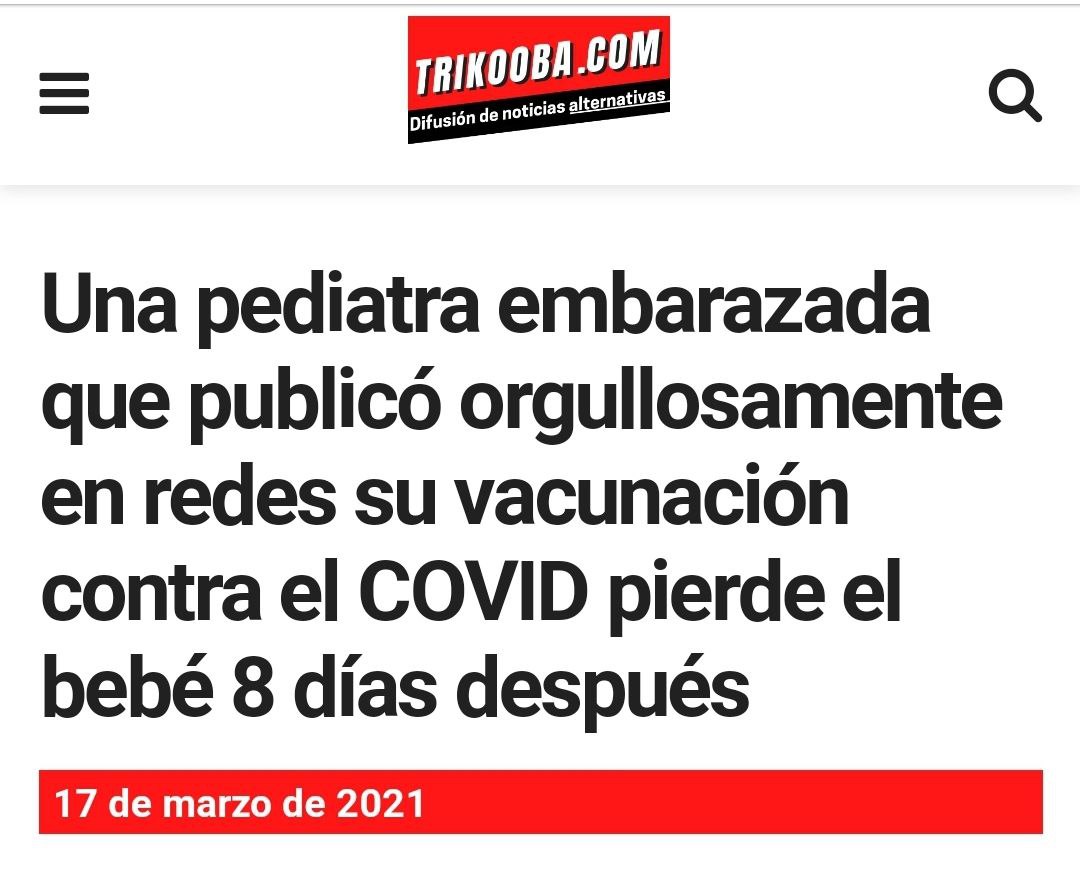 TRIKOOBA.COM
Difusión de noticias alternativas
Una pediatra embarazada
que publicó orgullosamente
en redes su vacunación
contra el COVID pierde el
bebé 8 días después
17 de marzo de 2021